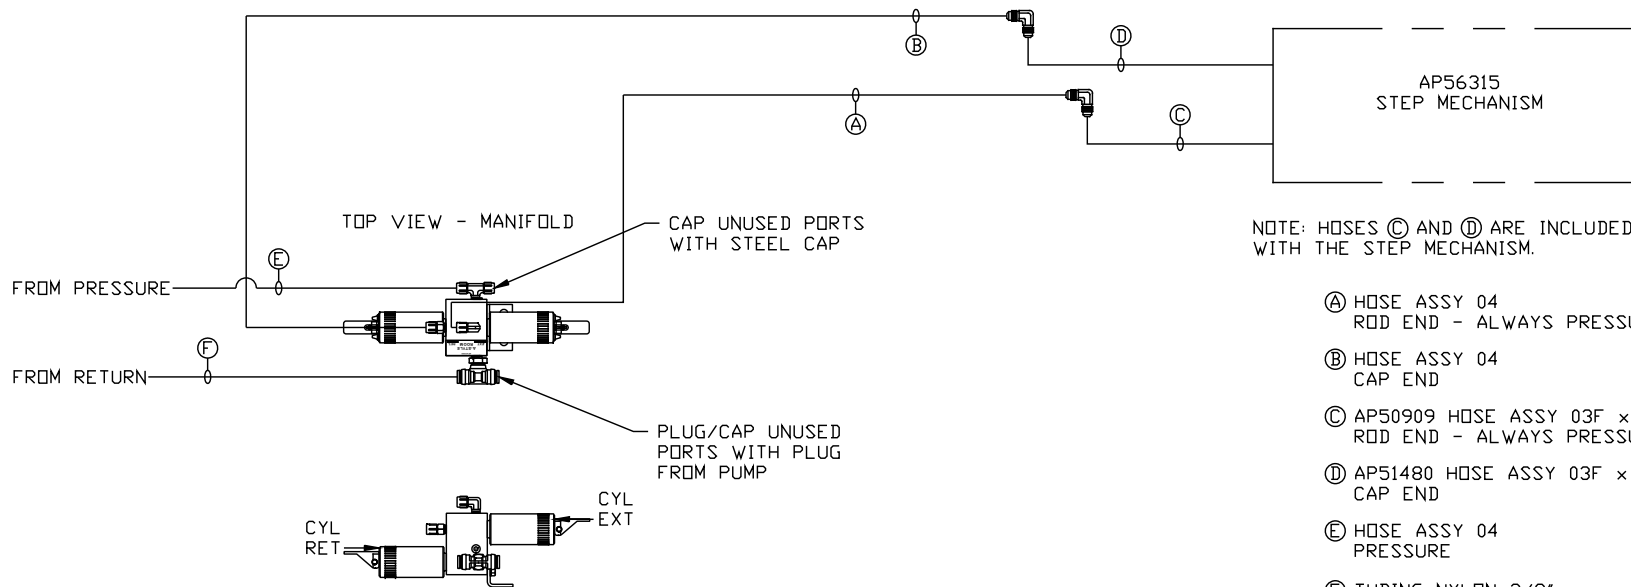 B
D
AP56315
STEP MECHANISM
A
C
TOP VIEW - MANIFOLD
CAP UNUSED PORTS
WITH STEEL CAP
NOTE: HOSES C AND D ARE INCLUDED
WITH THE STEP MECHANISM.
E
FROM PRESSURE
F
FROM RETURN
PLUG/CAP UNUSED
PORTS WITH PLUG
FROM PUMP
CYL
EXT
CYL
RET
A HOSE ASSY 04
ROD END - ALWAYS PRESSU
B HOSE ASSY 04
CAP END
C AP50909 HOSE ASSY 03F x
ROD END - ALWAYS PRESSU
D AP51480 HOSE ASSY 03F x
CAP END
E HOSE ASSY 04
PRESSURE